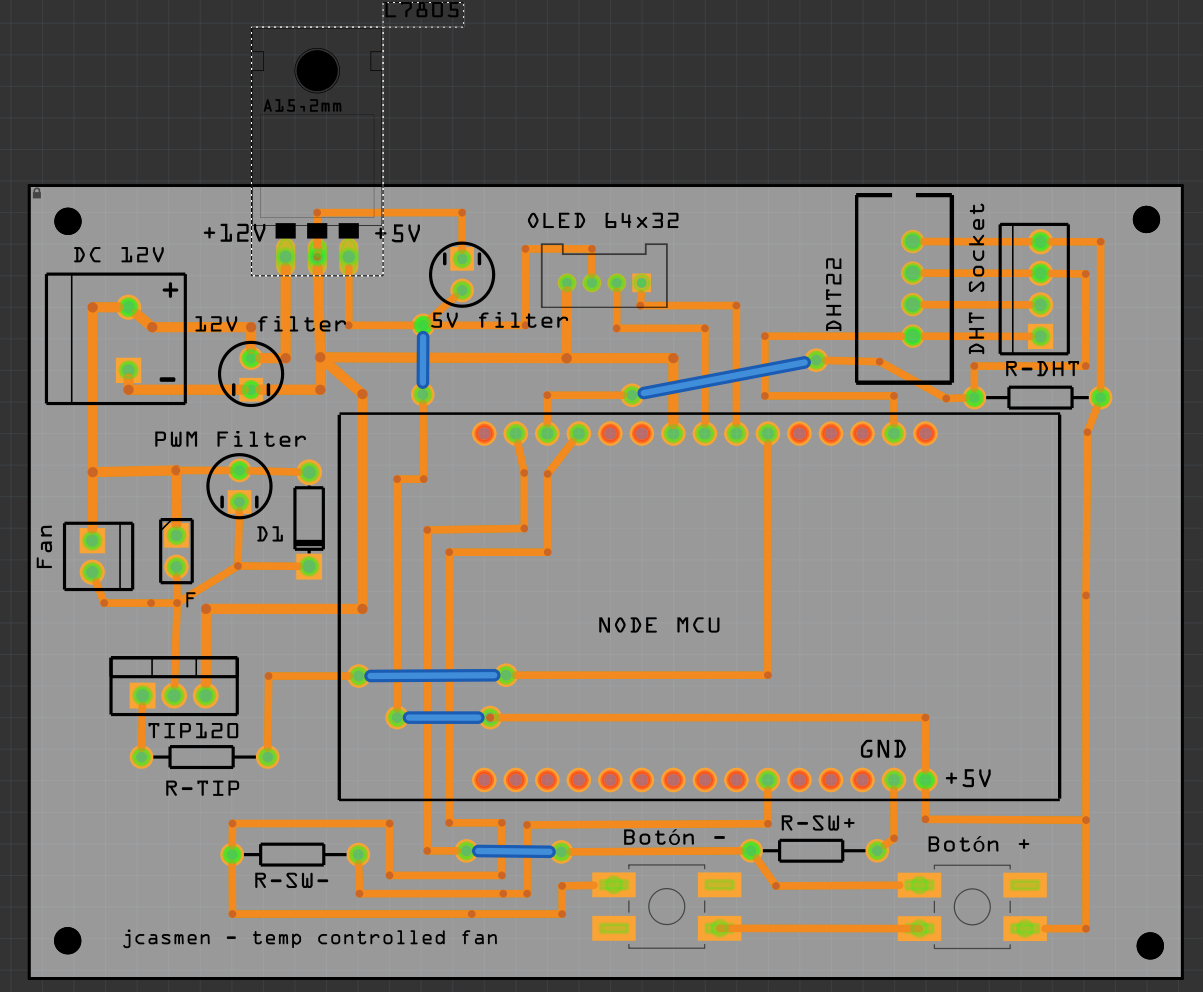 L7805
A15,2mm
+12V
+5V
OLED 64x32
DC 12V
+
-
12V filter
5V filter
DHT22
DHT Socket
R-DHT
PWM Filter
Fan
D1
F
NODE MCU
TIP120
R-TIP
GND
+5V
R-SW-
Botón -
R-SW+
Botón +
jcasmen - temp controlled fan